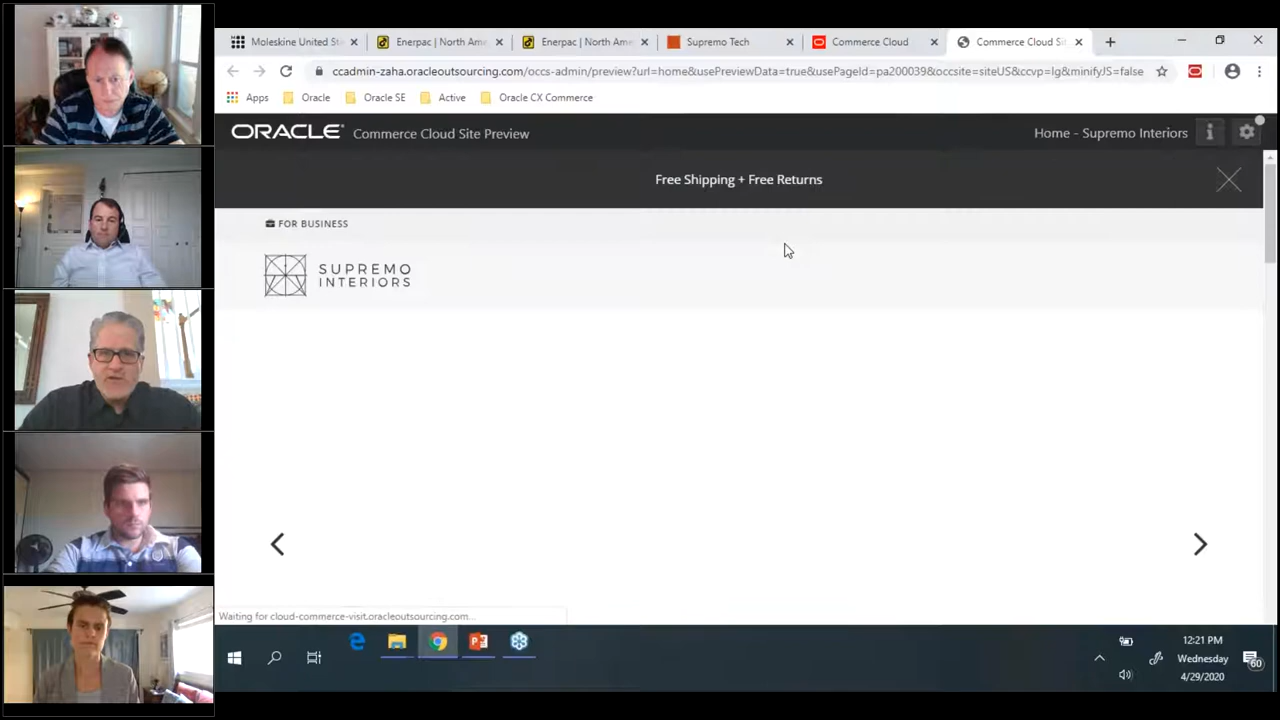 Moleskine United St
Enerpac | North Ame
Enerpac | North Ame
Supremo Tech
Commerce Cloud
Commerce Cloud Si
ccadmin-zaha.oracleoutsourcing.com/occs-admin/preview?url=home&usePreviewData=true&usePageId=pa200039&occsite=siteUS&ccvp=lg&minifyJS=false
Apps
Oracle
Oracle SE
Active
Oracle CX Commerce
ORACLE® Commerce Cloud Site Preview
Home - Supremo Interiors
Free Shipping + Free Returns
FOR BUSINESS
SUPREMO
INTERIORS
Waiting for cloud-commerce-visit.oracleoutsourcing.com...
12:21 PM
Wednesday
4/29/2020
60